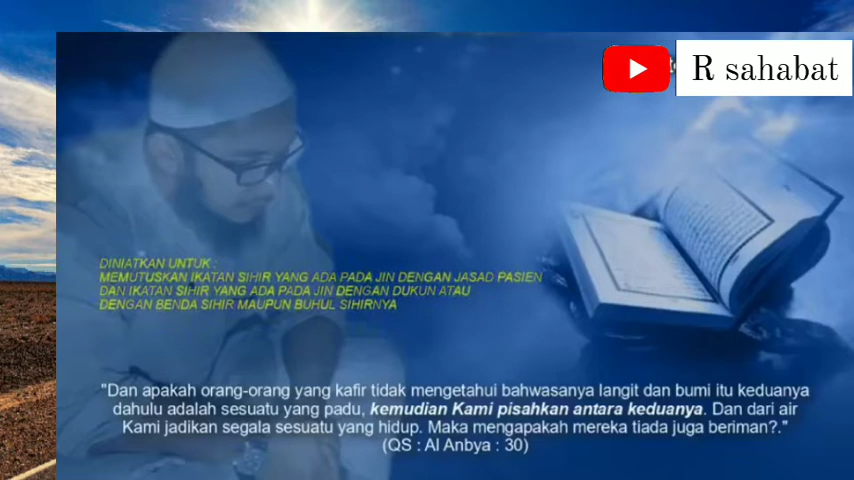 R sahabat
DINIATKAN UNTUK :
MEMUTUSKAN IKATAN SIHIR YANG ADA PADA JIN DENGAN JASAD PASIEN
DAN IKATAN SIHIR YANG ADA PADA JIN DENGAN DUKUN ATAU
DENGAN BENDA SIHIR MAUPUN BUHUL SIHIRNYA
"Dan apakah orang-orang yang kafir tidak mengetahui bahwasanya langit dan bumi itu keduanya
dahulu adalah sesuatu yang padu, kemudian Kami pisahkan antara keduanya. Dan dari air
Kami jadikan segala sesuatu yang hidup. Maka mengapakah mereka tiada juga beriman?."
(QS : Al Anbya : 30)